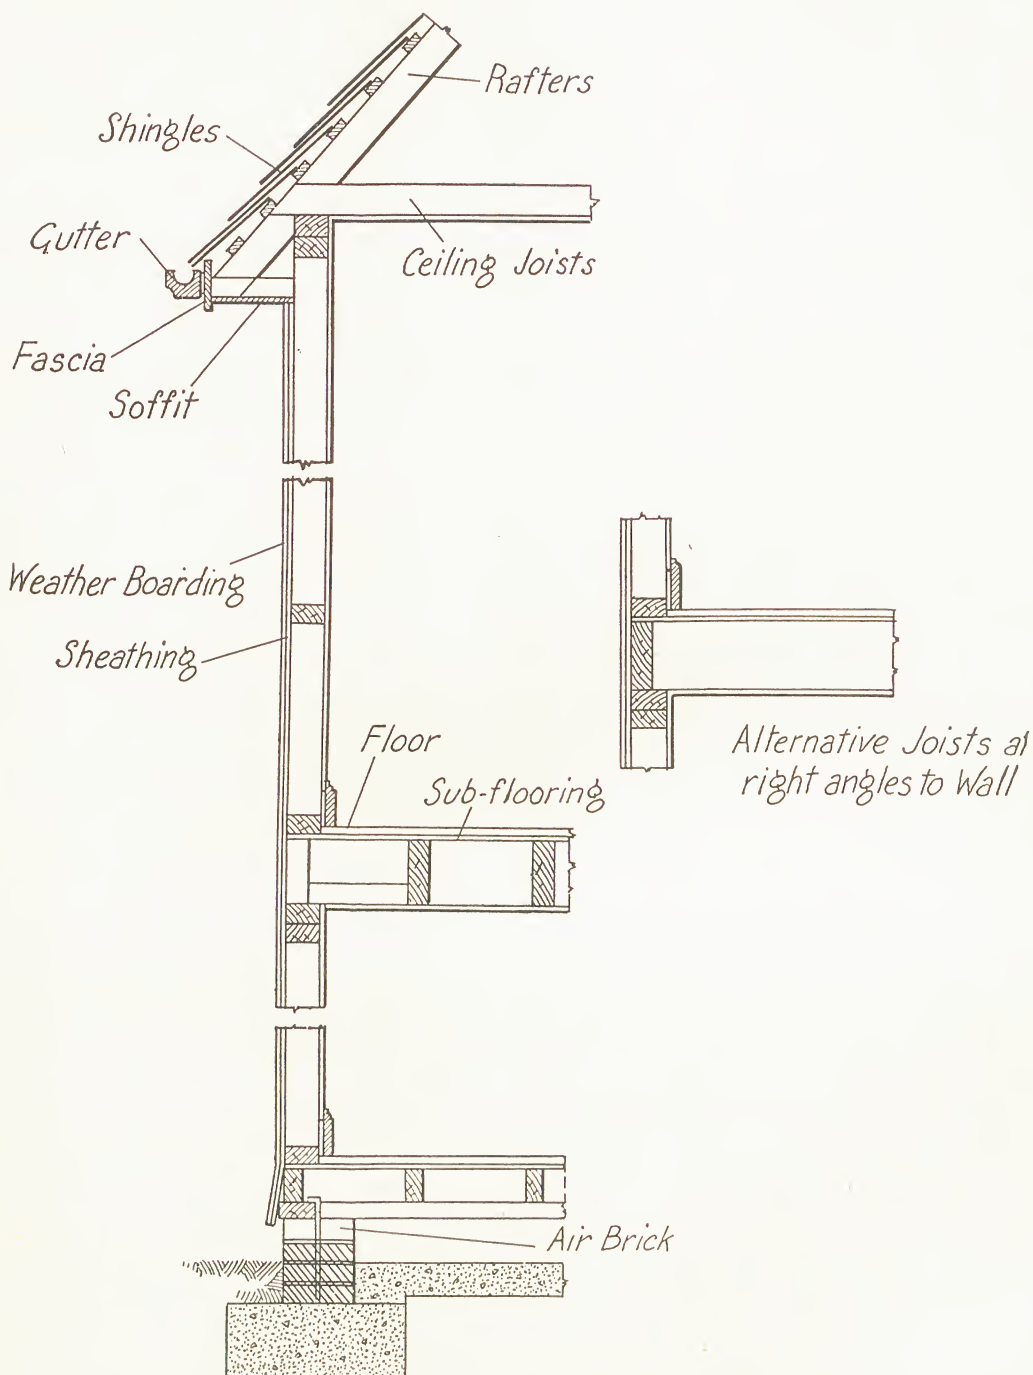 Rafters
Shingles
Gutter
Ceiling Joists
Fascia
Soffit
Weather Boarding
Sheathing
Floor
Sub-flooring
Alternative Joists at
right angles to Wall
Air Brick